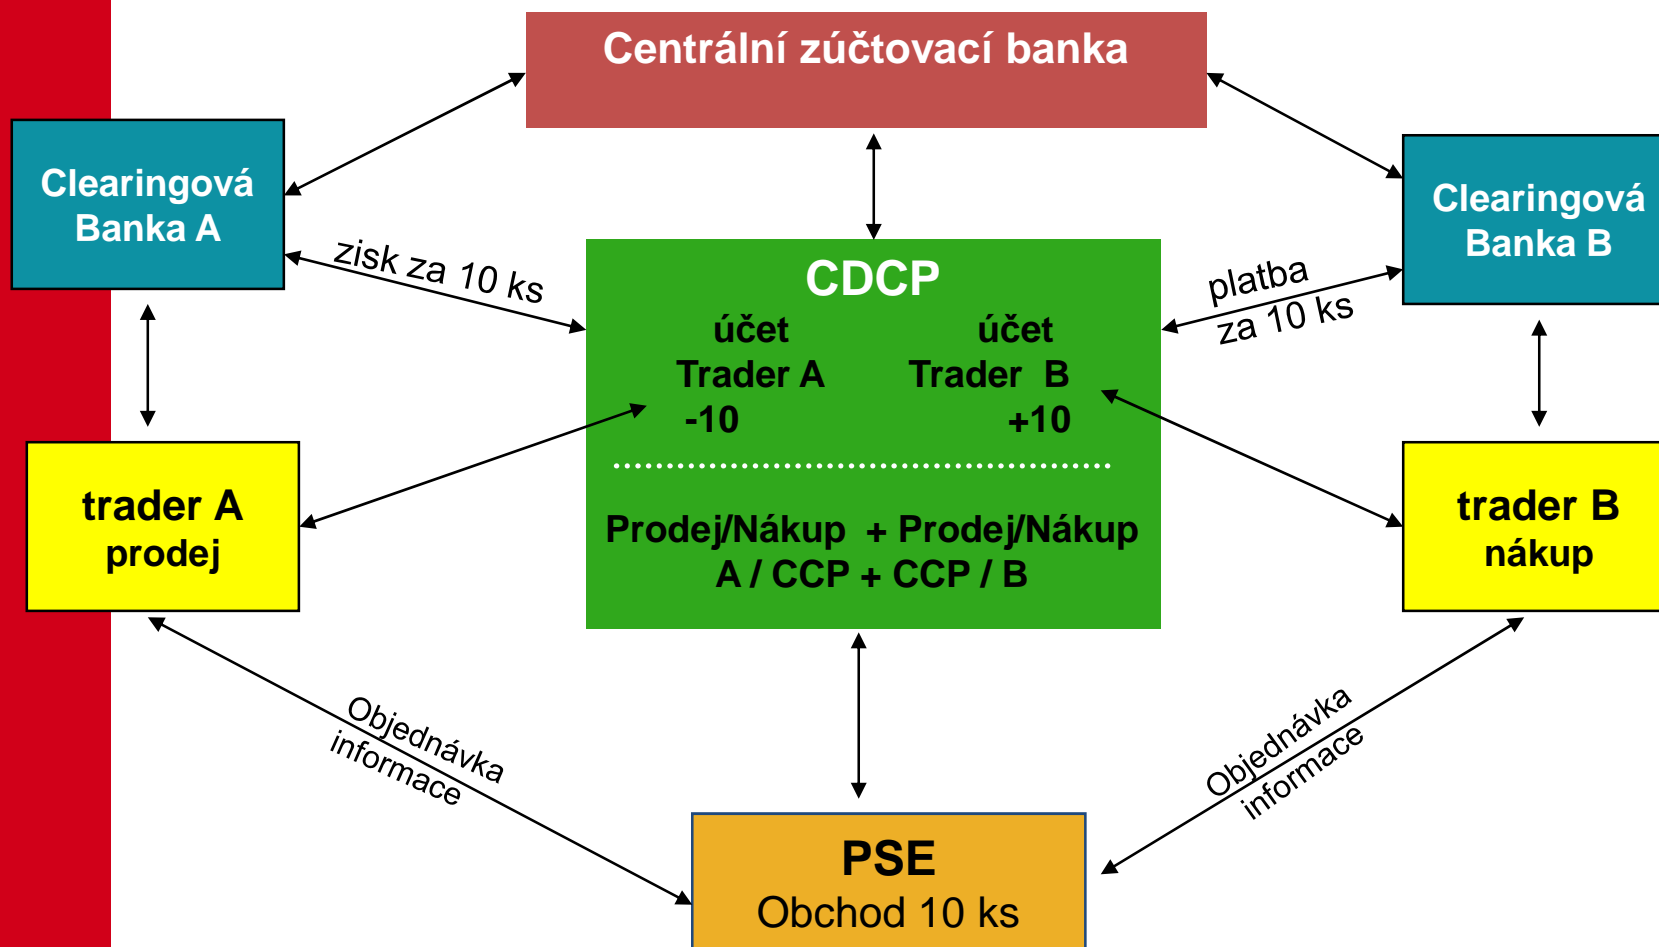 Centrální zúčtovací banka
Clearingová
Banka A
Clearingová
Banka B
zisk za 10 ks
platba
za 10 ks
CDCP
účet účet
Trader A Trader B
-10 +10
Prodej/Nákup + Prodej/Nákup
A / CCP + CCP / B
trader A
prodej
trader B
nákup
Objednávka
informace
Objednávka
informace
PSE
Obchod 10 ks